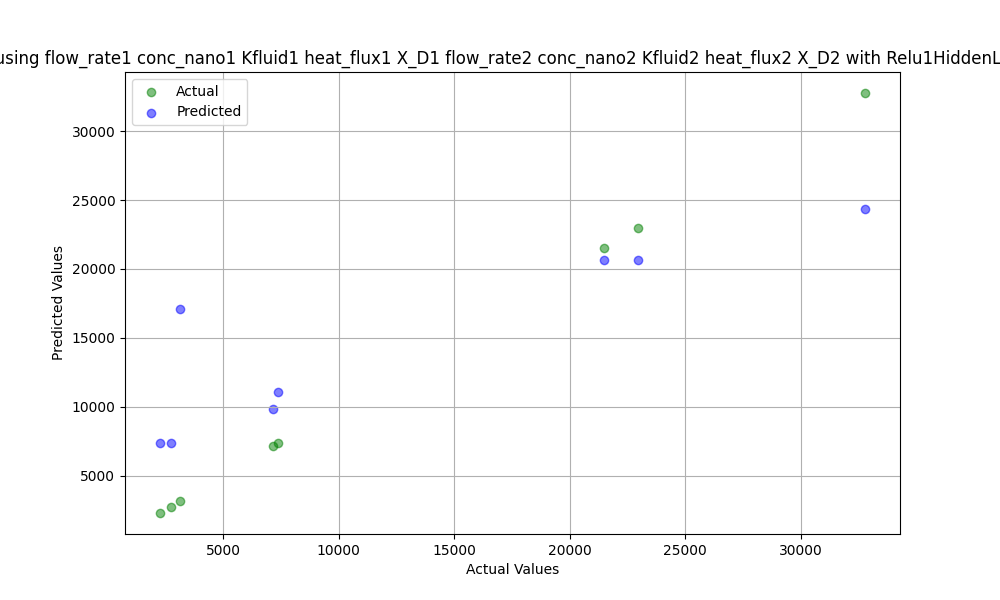 using flow_rate1 conc_nano1 Kfluid1 heat_flux1 X_D1 flow_rate2 conc_nano2 Kfluid2 heat_flux2 X_D2 with Relu1HiddenL
Actual
Predicted
30000
25000
20000
15000
10000
5000
Predicted Values
5000 10000 15000 20000 25000 30000
Actual Values